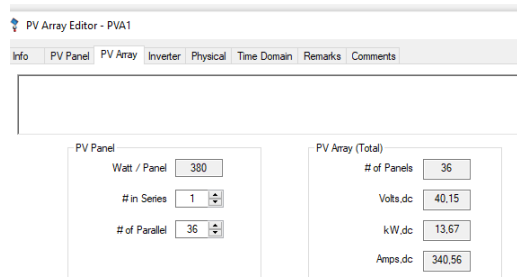 PV Array Editor - PVA1
Info PV Panel PV Array Inverter Physical Time Domain Remarks Comments
PV Panel
Watt / Panel 380
# in Series 1
# of Parallel 36
PV Array (Total)
# of Panels 36
Volts,dc 40,15
kW,dc 13,67
Amps,dc 340,56